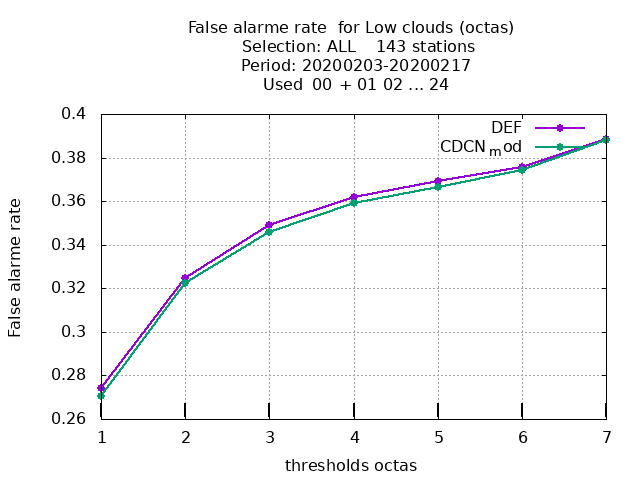 False alarme rate  for Low clouds (octas)
Selection: ALL    143 stations
Period: 20200203-20200217
Used  00 + 01 02 ... 24
0.4
0.38
0.36
0.34
0.32
0.3
0.28
0.26
False alarme rate
DEF
CDCNmod
1 2 3 4 5 6 7
thresholds octas